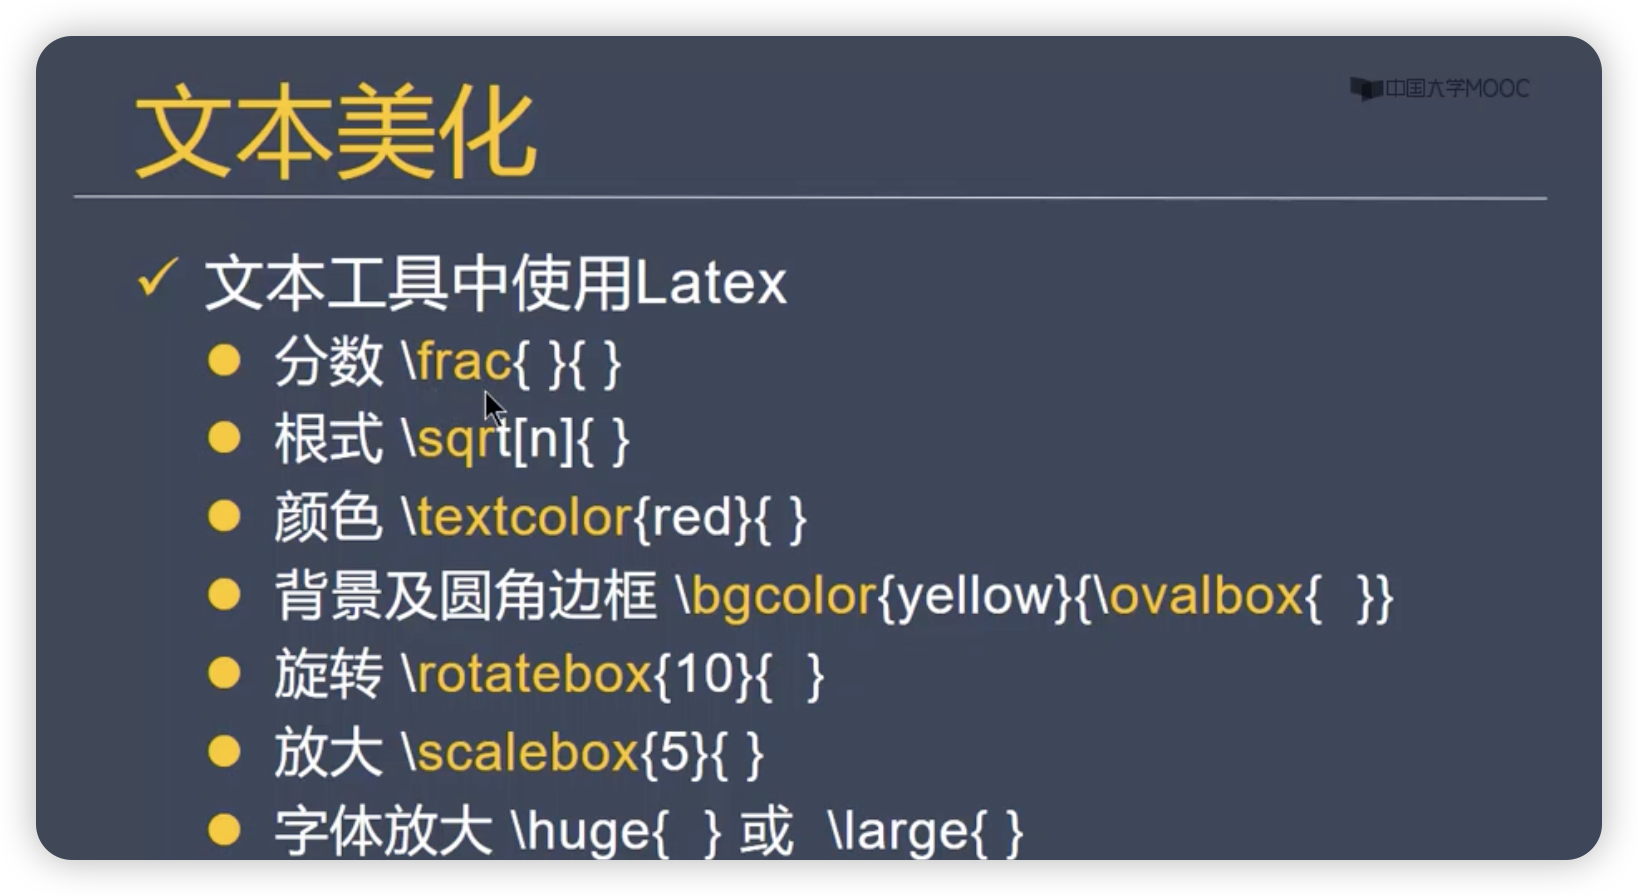 中国大学MOOC
文本美化
文本工具中使用Latex
分数 \frac{ }{ }
根式 \sqrt[n]{ }
颜色 \textcolor{red}{ }
背景及圆角边框 \bgcolor{yellow}{\ovalbox{  }}
旋转 \rotatebox{10}{  }
放大 \scalebox{5}{ }
字体放大 \huge{  } 或  \large{ }